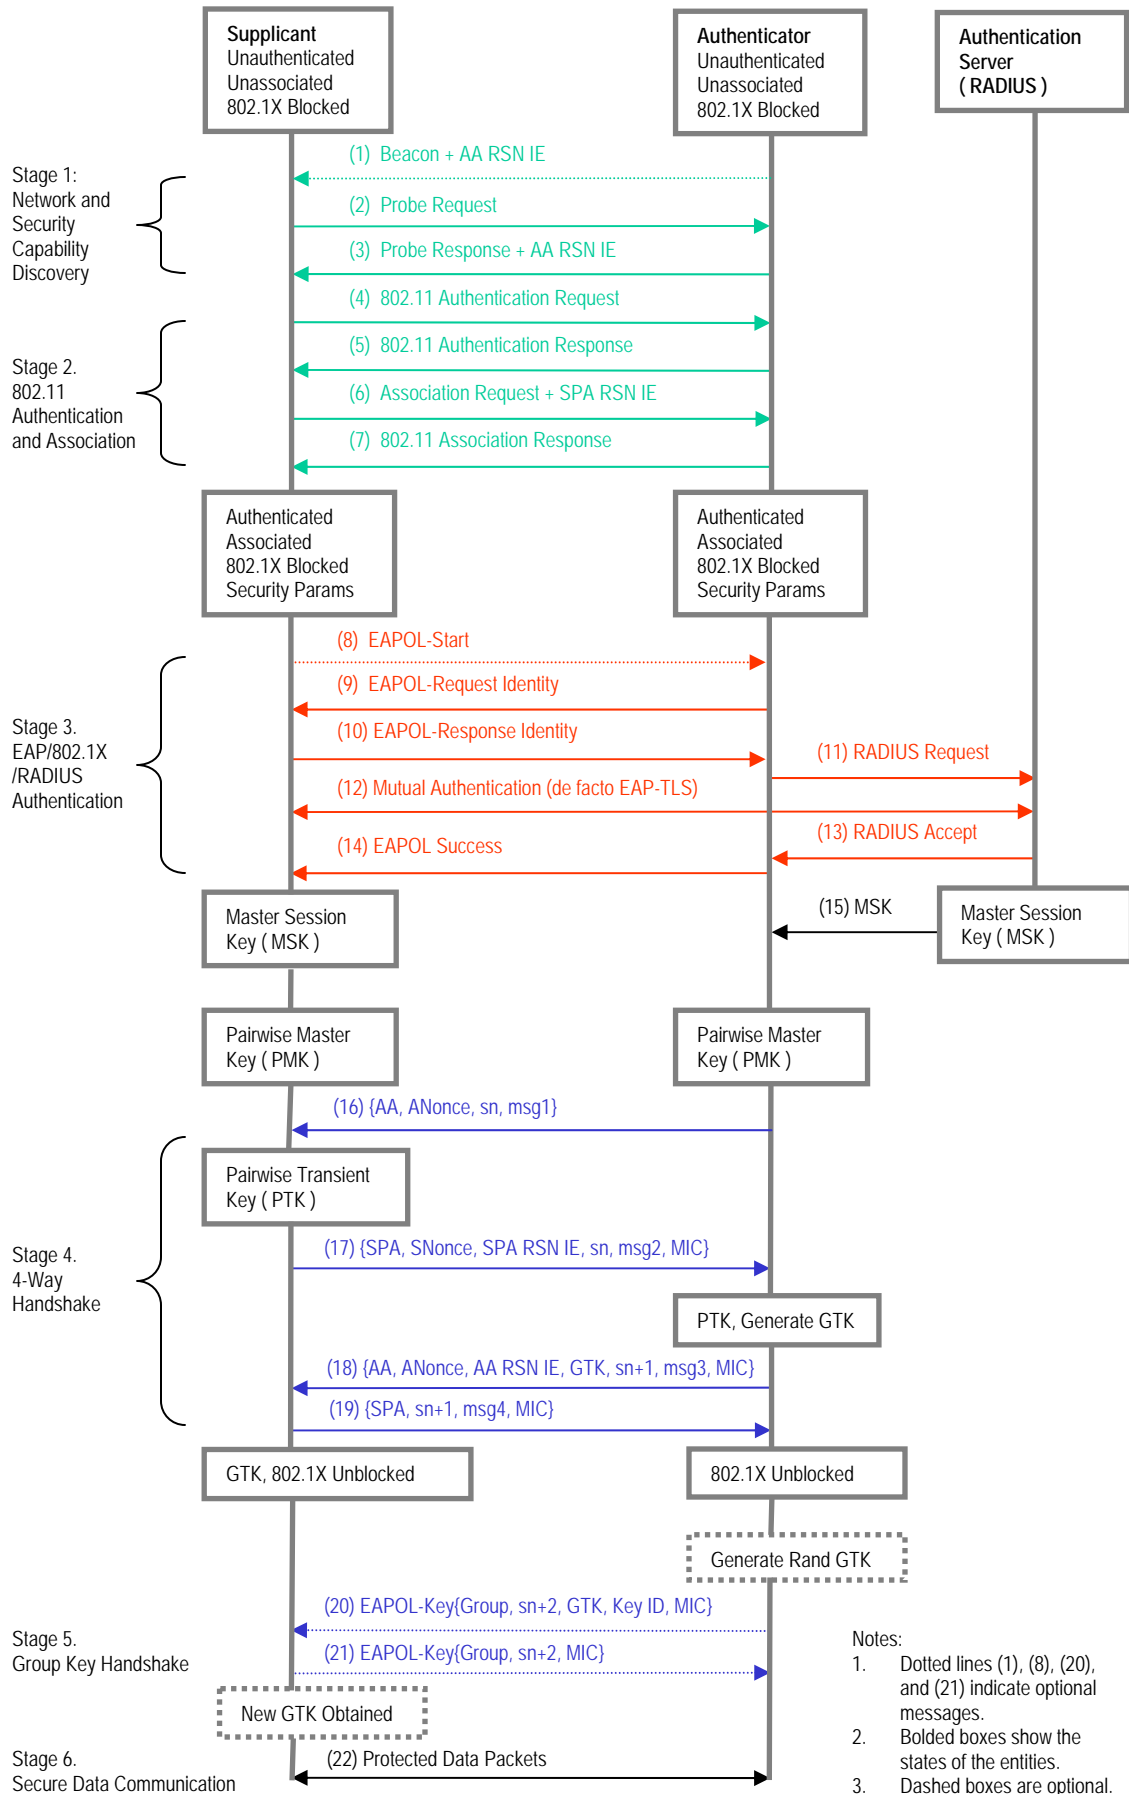 Supplicant
Unauthenticated
Unassociated
802.1X Blocked
Authenticator
Unauthenticated
Unassociated
802.1X Blocked
Authentication
Server
( RADIUS )
Stage 1:
Network and
Security
Capability
Discovery
(1) Beacon + AA RSN IE
(2) Probe Request
(3) Probe Response + AA RSN IE
(4) 802.11 Authentication Request
Stage 2.
802.11
Authentication
and Association
(5) 802.11 Authentication Response
(6) Association Request + SPA RSN IE
(7) 802.11 Association Response
Authenticated
Associated
802.1X Blocked
Security Params
Authenticated
Associated
802.1X Blocked
Security Params
Stage 3.
EAP/802.1X
/RADIUS
Authentication
(8) EAPOL-Start
(9) EAPOL-Request Identity
(10) EAPOL-Response Identity
(11) RADIUS Request
(12) Mutual Authentication (de facto EAP-TLS)
(13) RADIUS Accept
(14) EAPOL Success
Master Session
Key ( MSK )
(15) MSK
Master Session
Key ( MSK )
Pairwise Master
Key ( PMK )
Pairwise Master
Key ( PMK )
(16) {AA, ANonce, sn, msg1}
Pairwise Transient
Key ( PTK )
Stage 4.
4-Way
Handshake
(17) {SPA, SNonce, SPA RSN IE, sn, msg2, MIC}
PTK, Generate GTK
(18) {AA, ANonce, AA RSN IE, GTK, sn+1, msg3, MIC}
(19) {SPA, sn+1, msg4, MIC}
GTK, 802.1X Unblocked
802.1X Unblocked
Generate Rand GTK
(20) EAPOL-Key{Group, sn+2, GTK, Key ID, MIC}
Stage 5.
Group Key Handshake
(21) EAPOL-Key{Group, sn+2, MIC}
New GTK Obtained
Stage 6.
Secure Data Communication
(22) Protected Data Packets
Notes:
1. Dotted lines (1), (8), (20),
and (21) indicate optional
messages.
2. Bolded boxes show the
states of the entities.
3. Dashed boxes are optional.